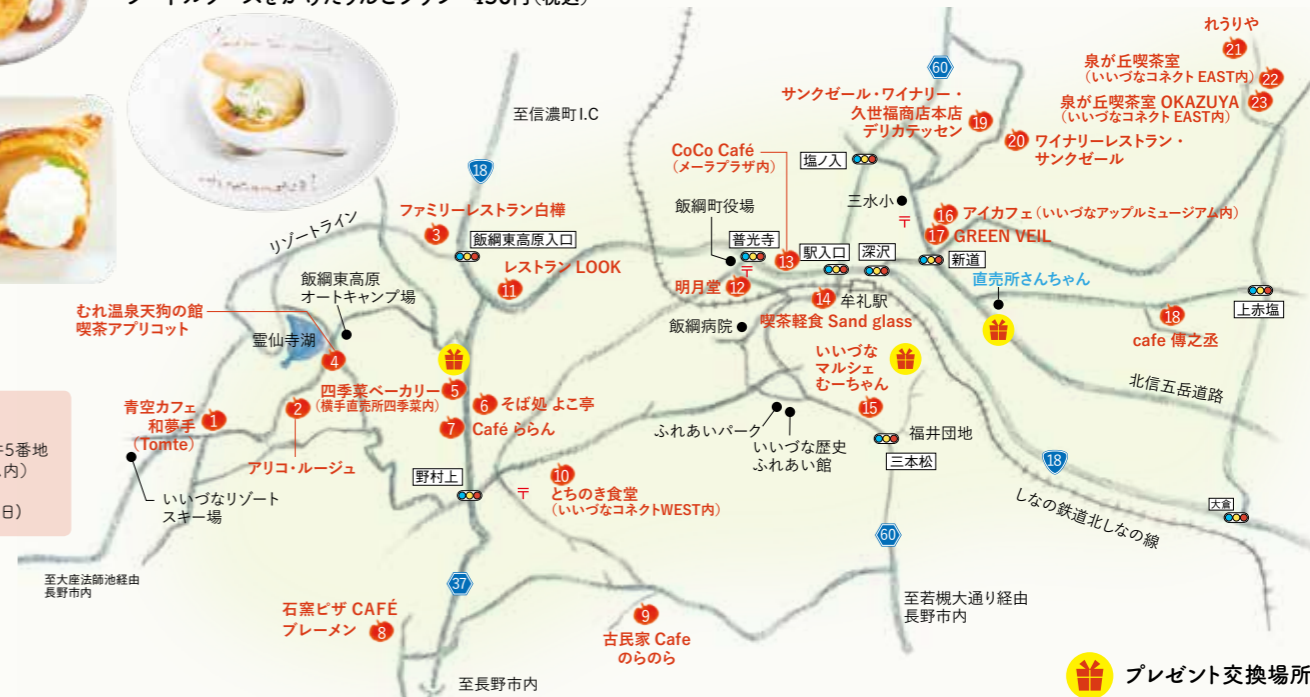 アールグレースをかけたりんごプリン 450円(税込)
れうりや
21
泉が丘喫茶室
(いいづなコネクト EAST内)
22
泉が丘喫茶室 OKAZUYA
(いいづなコネクト EAST内)
23
60
サンクゼール・ワイナリー・
久世福商店本店
デリカテッセン
19
20
ワイナリーレストラン・
サンクゼール
至信濃町I.C
18
CoCo Café
(メーラプラザ内)
塩ノ入
三水小
〒
16
アイカフェ(いいづなアップルミュージアム内)
17
GREEN VEIL
リゾートライン
ファミリーレストラン白樺
3
飯綱東高原入口
飯綱町役場
普光寺
〒
13
駅入口
深沢
新道
レストラン LOOK
11
明月堂
12
14
牟礼駅
喫茶軽食 Sand glass
直売所さんちゃん
上赤塩
18
cafe 傳之丞
飯綱東高原
オートキャンプ場
むれ温泉天狗の館
喫茶アプリコット
霊仙寺湖
4
飯綱病院
いいづな
マルシェ
むーちゃん
15
北信五岳道路
四季菜ベーカリー
(横手直売所四季菜内)
5
6
そば処 よこ亭
7
Café ららん
青空カフェ
和夢手
(Tomte)
1
2
アリコ・ルージュ
ふれあいパーク
いいづな歴史
ふれあい館
福井団地
三本松
5番地
内)
日)
いいづなリゾート
スキー場
野村上
〒
10
とちのき食堂
(いいづなコネクトWEST内)
18
しなの鉄道北しなの線
大倉
60
至大座法師池経由
長野市内
37
石窯ピザ CAFÉ
ブレーメン
8
9
古民家 Cafe
のらのら
至若槻大通り経由
長野市内
至長野市内
プレゼント交換場所